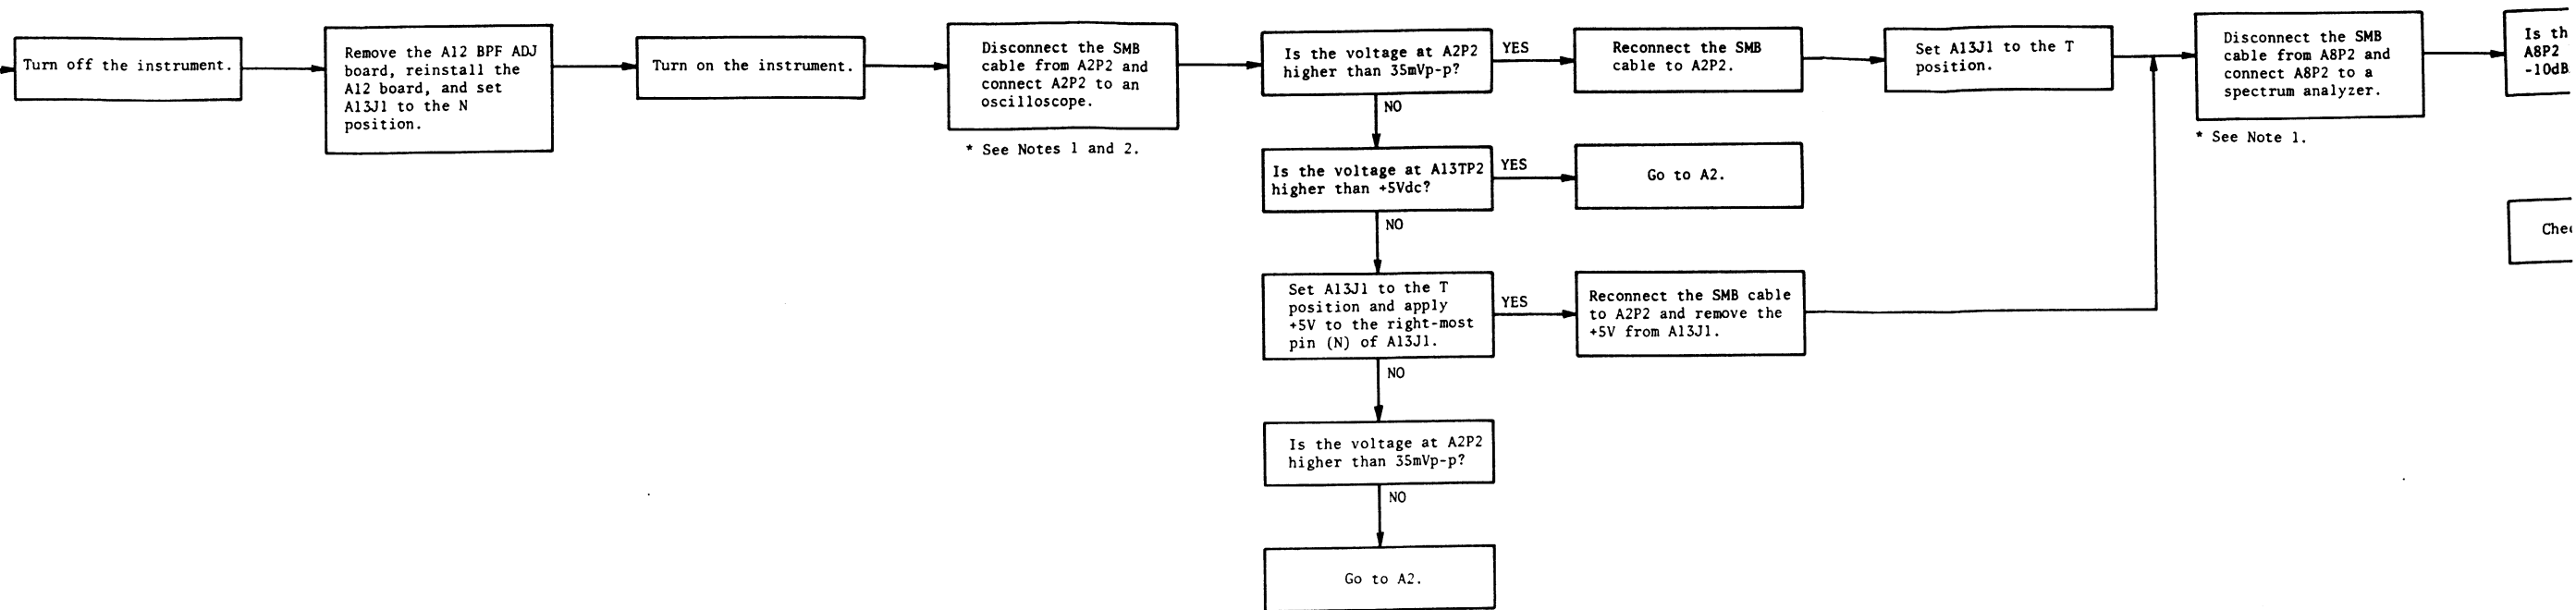 Turn off the instrument.
Remove the A12 BPF ADJ
board, reinstall the
A12 board, and set
A13J1 to the N
position.
Turn on the instrument.
Disconnect the SMB
cable from A2P2 and
connect A2P2 to an
oscilloscope.
* See Notes 1 and 2.
Is the voltage at A2P2
higher than 35mVp-p?
YES
Reconnect the SMB
cable to A2P2.
Set A13J1 to the T
position.
Disconnect the SMB
cable from A8P2 and
connect A8P2 to a
spectrum analyzer.
* See Note 1.
Is th
A8P2
-10dB
NO
Is the voltage at A13TP2
higher than +5Vdc?
YES
Go to A2.
NO
Set A13J1 to the T
position and apply
+5V to the right-most
pin (N) of A13J1.
YES
Reconnect the SMB cable
to A2P2 and remove the
+5V from A13J1.
NO
Is the voltage at A2P2
higher than 35mVp-p?
NO
Go to A2.